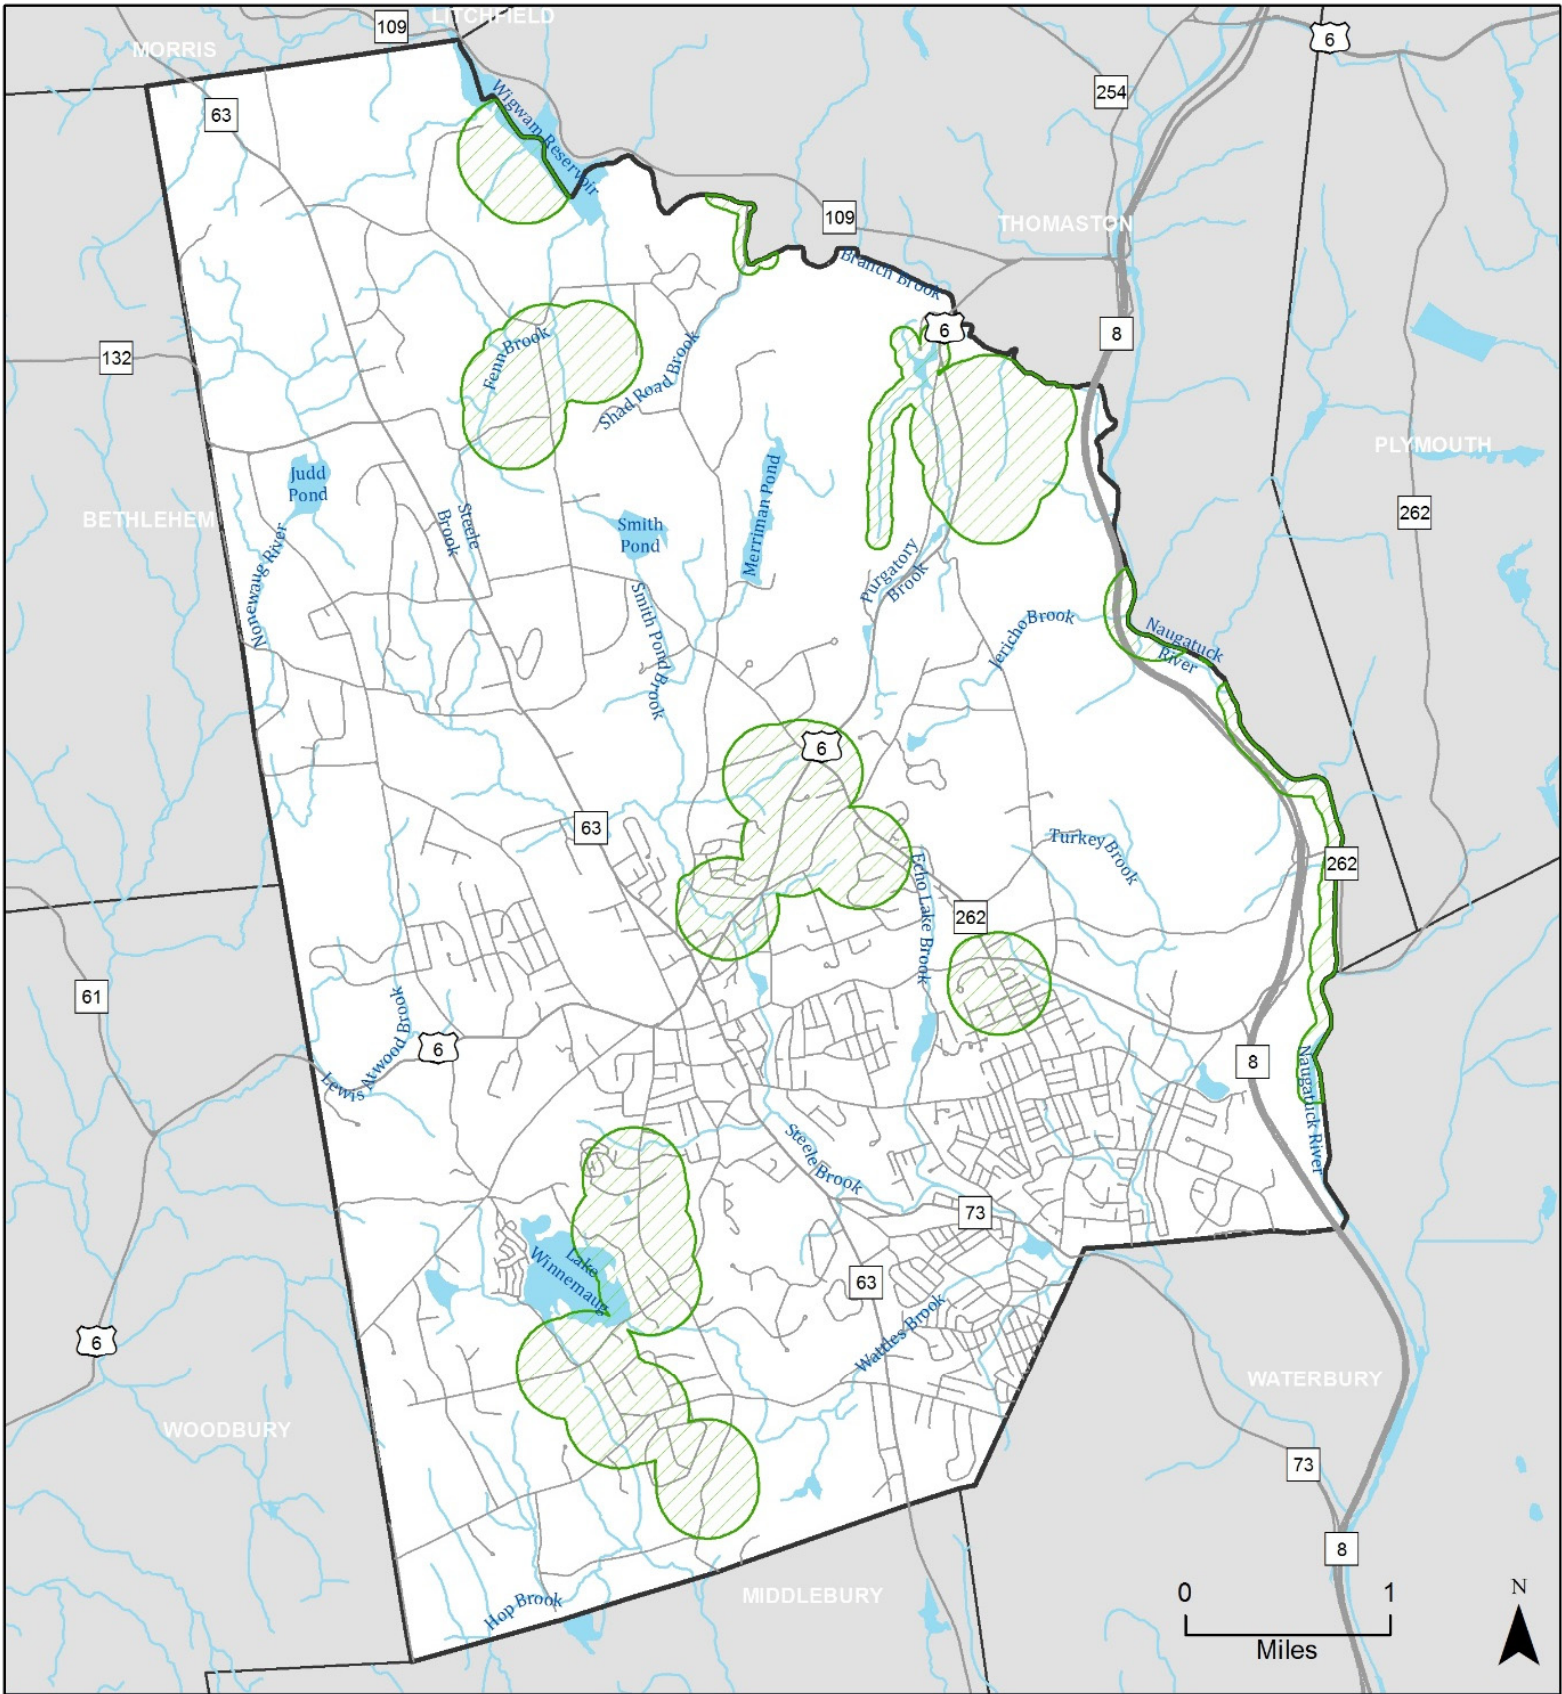 LITCHFIELD
109
MORRIS
6
254
63
Wigwam Reservoir
109
THOMASTON
Branch Brook
6
8
132
Fenn Brook
Shad Road Brook
PLYMOUTH
Judd
Pond
BETHLEHEM
Steele
Brook
Smith
Pond
Merriman Pond
262
Nonewaug River
Purgatory
Brook
Smith Pond Brook
Jericho Brook
Naugatuck
River
6
63
Turkey Brook
262
Echo Lake Brook
262
61
Lewis Atwood Brook
6
8
Naugatuck River
Steele Brook
73
Lake
Winnemaug
63
6
Wattles Brook
WATERBURY
WOODBURY
73
8
MIDDLEBURY
Hop Brook
0 1
Miles
N